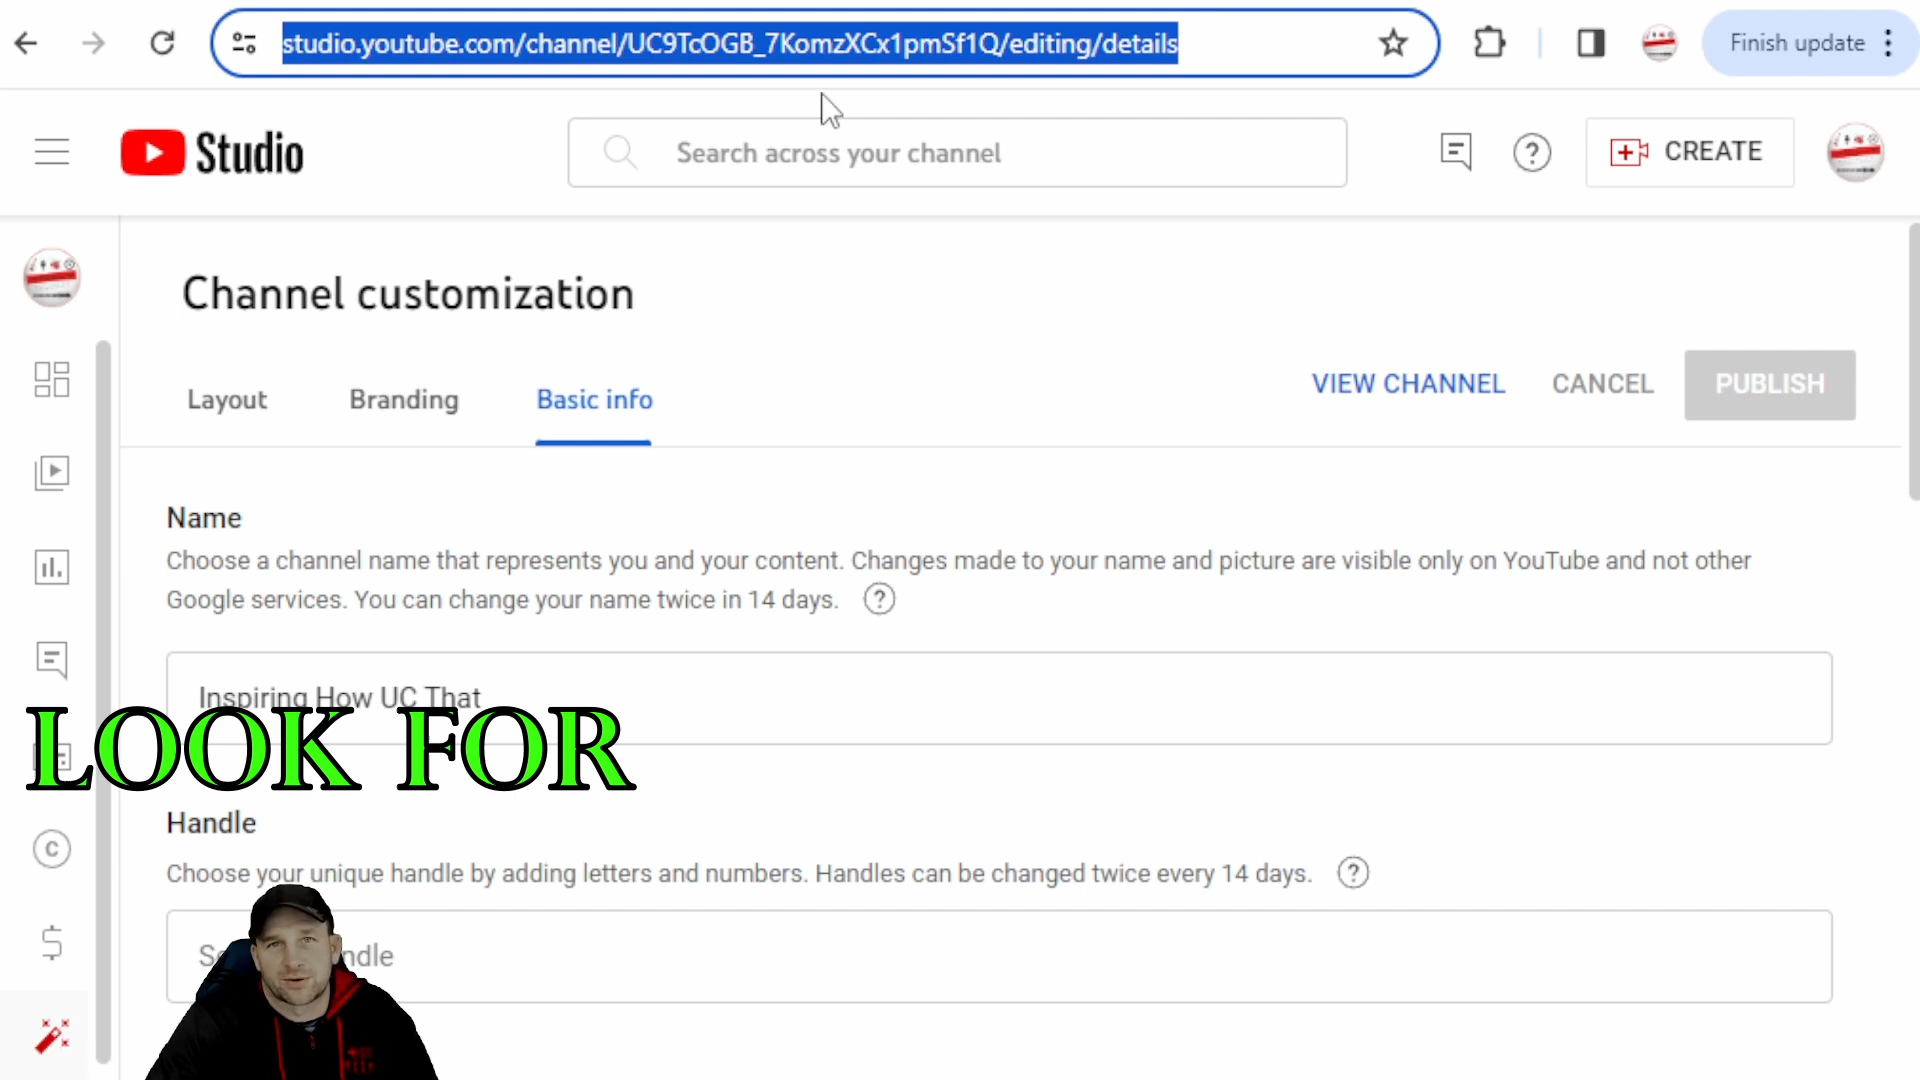 studio.youtube.com/channel/UC9TcOGB_7KomzXCx1pmSf1Q/editing/details
Finish update
Studio
Search across your channel
CREATE
Channel customization
Layout
Branding
Basic info
VIEW CHANNEL
CANCEL
PUBLISH
Name
Choose a channel name that represents you and your content. Changes made to your name and picture are visible only on YouTube and not other
Google services. You can change your name twice in 14 days.
Inspiring How UC That
LOOK FOR
Handle
Choose your unique handle by adding letters and numbers. Handles can be changed twice every 14 days.